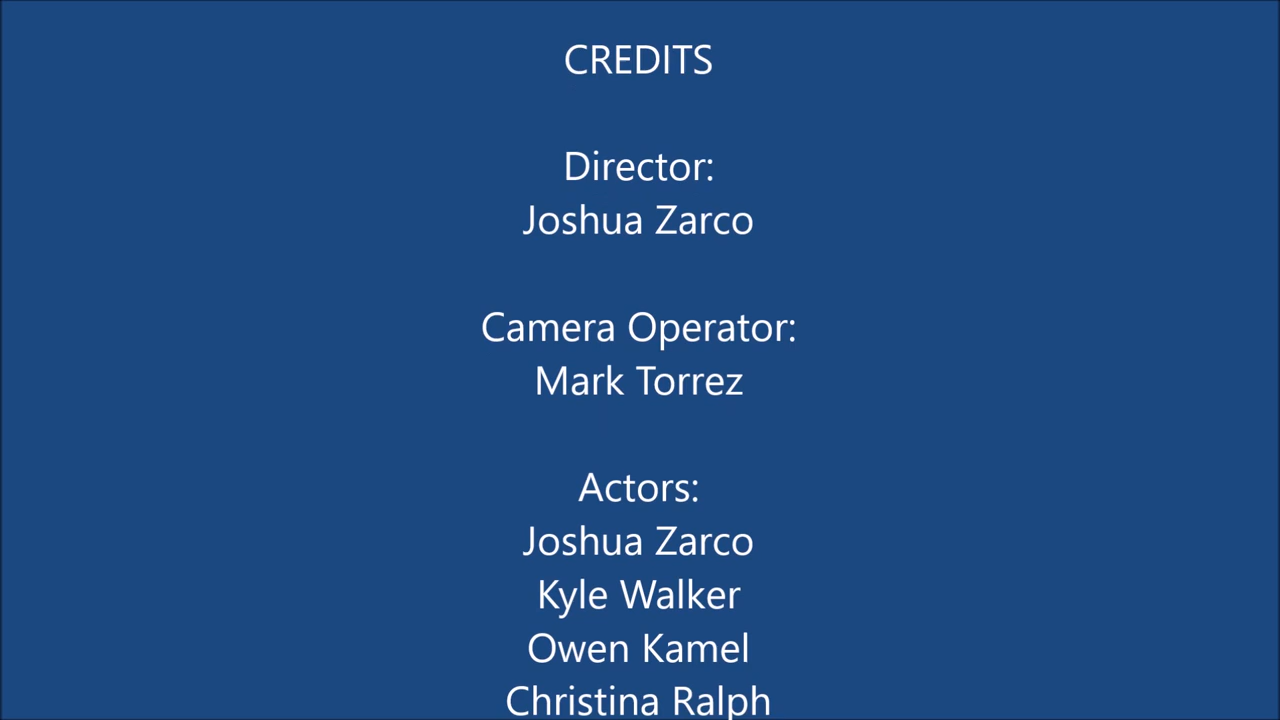 CREDITS
Director:
Joshua Zarco
Camera Operator:
Mark Torrez
Actors:
Joshua Zarco
Kyle Walker
Owen Kamel
Christina Ralph